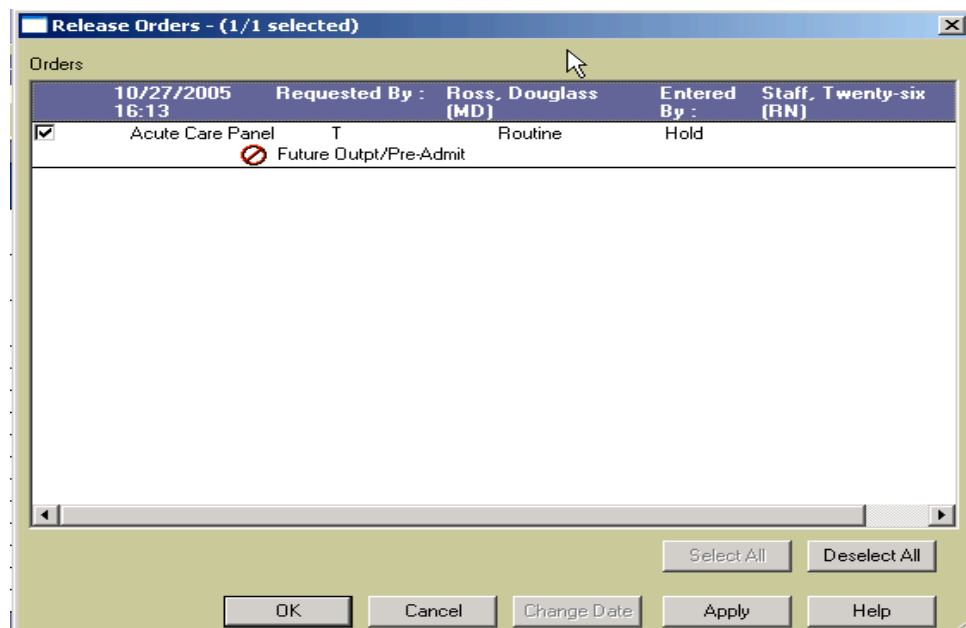 Release Orders - (1/1 selected)
Orders
10/27/2005 16:13 Requested By : Ross, Douglass (MD) Entered By : Staff, Twenty-six (RN)
Acute Care Panel T Routine Hold
Future Outpt/Pre-Admit
Select All Deselect All
OK Cancel Change Date Apply Help